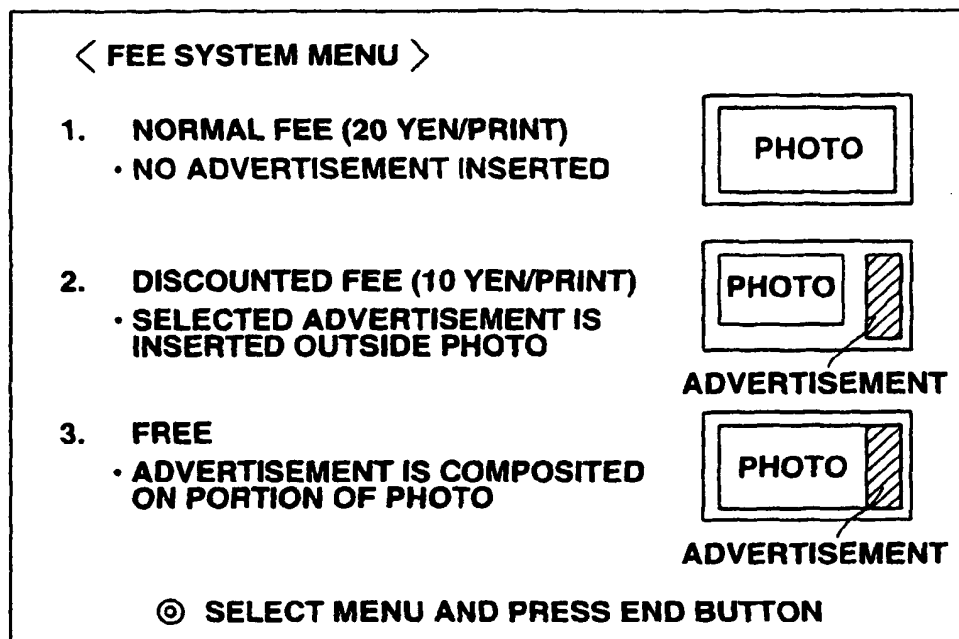 〈 FEE SYSTEM MENU 〉
1. NORMAL FEE (20 YEN/PRINT)
· NO ADVERTISEMENT INSERTED
PHOTO
2. DISCOUNTED FEE (10 YEN/PRINT)
· SELECTED ADVERTISEMENT IS
INSERTED OUTSIDE PHOTO
PHOTO
ADVERTISEMENT
3. FREE
· ADVERTISEMENT IS COMPOSITED
ON PORTION OF PHOTO
PHOTO
ADVERTISEMENT
◎ SELECT MENU AND PRESS END BUTTON